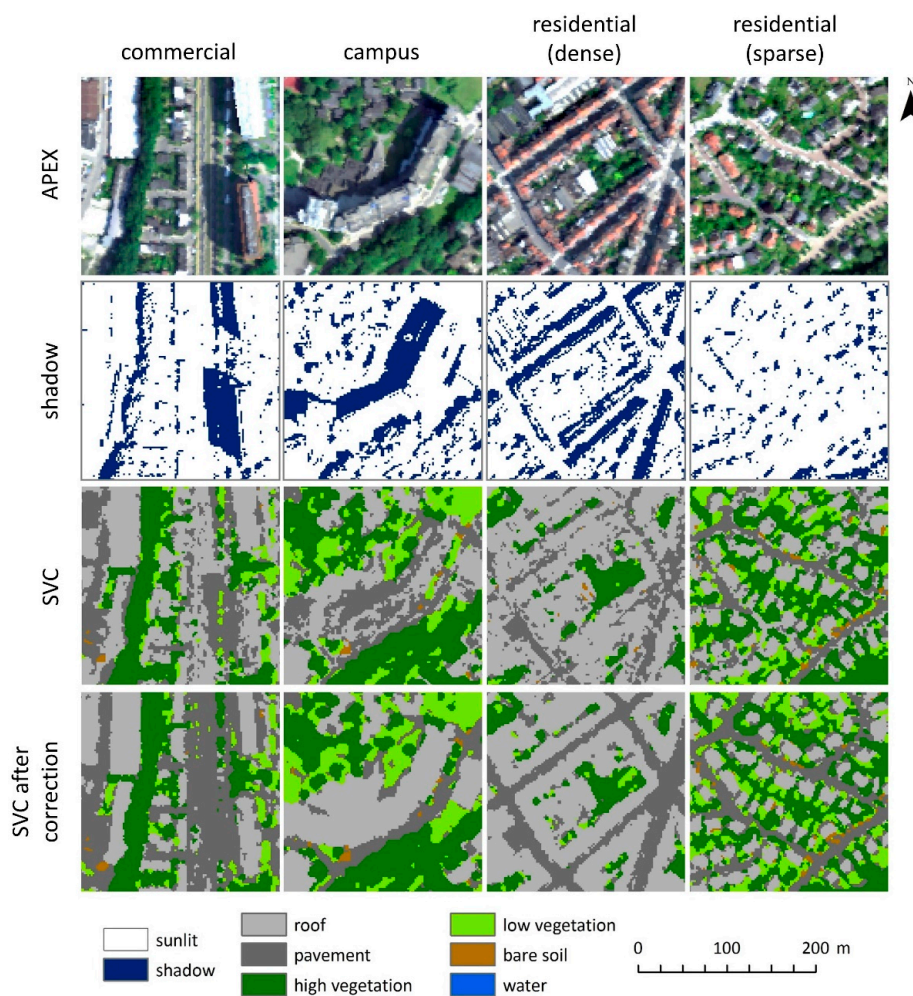 commercial
campus
residential
(dense)
residential
(sparse)
N
APEX
shadow
SVC
SVC after
correction
sunlit
shadow
roof
pavement
high vegetation
low vegetation
bare soil
water
0 100 200 m